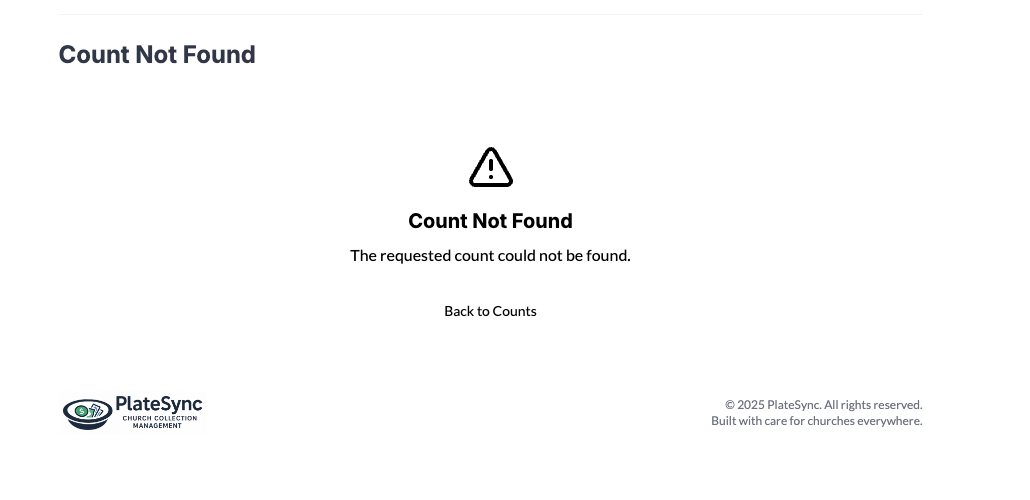 Count Not Found
Count Not Found
The requested count could not be found.
Back to Counts
PlateSync
CHURCH COLLECTION
MANAGEMENT
© 2025 PlateSync. All rights reserved.
Built with care for churches everywhere.